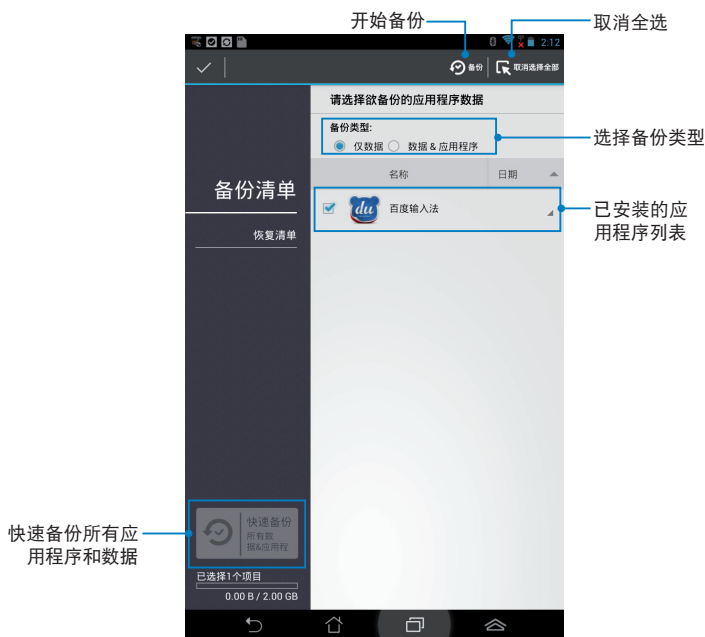 开始备份
取消全选
2:12
备份
取消选择全部
请选择欲备份的应用程序数据
备份类型:
仅数据
数据 & 应用程序
选择备份类型
名称
日期
备份清单
恢复清单
du
百度输入法
已安装的应
用程序列表
快速备份所有应
用程序和数据
快速备份
所有数
据&应用程
已选择1个项目
0.00 B / 2.00 GB